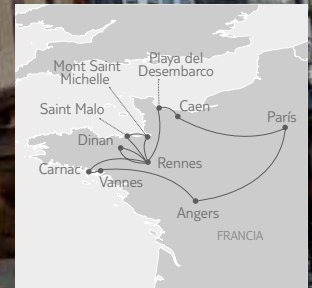 Mont Saint
Michelle
Playa del
Desembarco
Saint Malo
Caen
París
Dinan
Rennes
Carnac
Vannes
Angers
FRANCIA